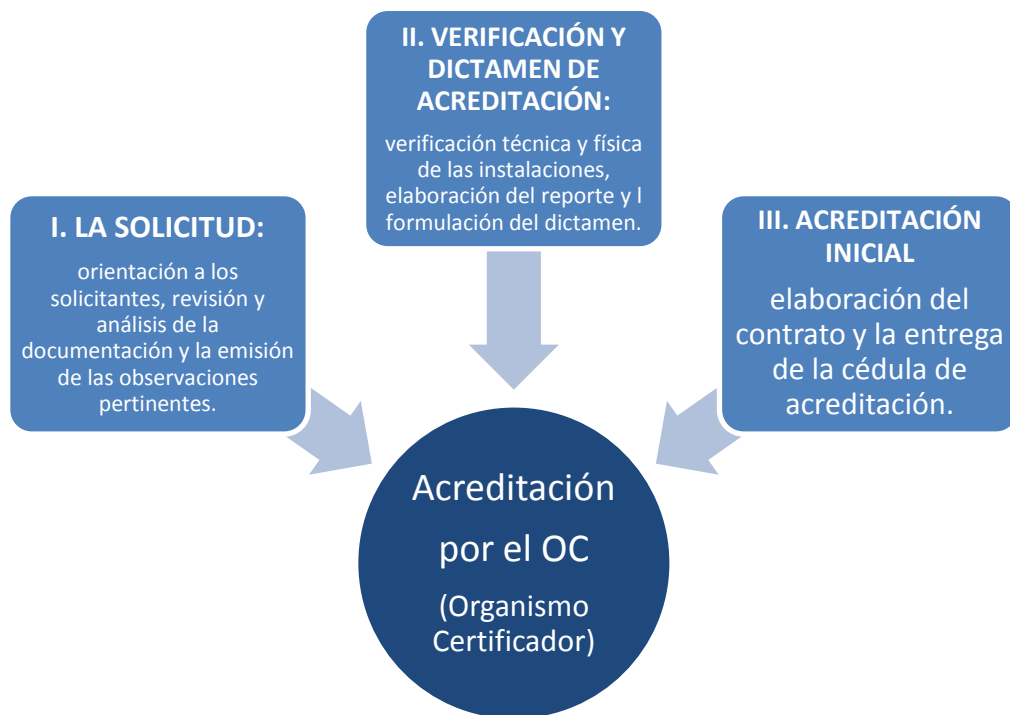 I. LA SOLICITUD:
orientación a los
solicitantes, revisión y
análisis de la
documentación y la emisión
de las observaciones
pertinentes.
II. VERIFICACIÓN Y
DICTAMEN DE
ACREDITACIÓN:
verificación técnica y física
de las instalaciones,
elaboración del reporte y l
formulación del dictamen.
III. ACREDITACIÓN
INICIAL
elaboración del
contrato y la entrega
de la cédula de
acreditación.
Acreditación
por el OC
(Organismo
Certificador)